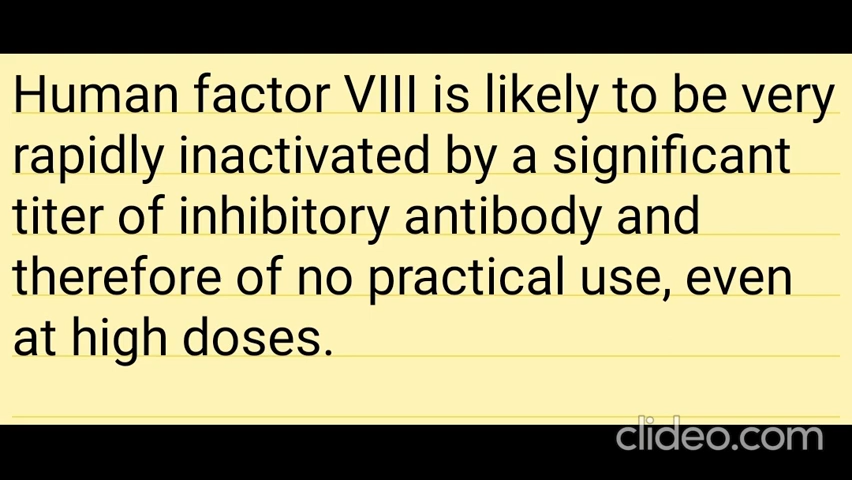 Human factor VIII is likely to be very
rapidly inactivated by a significant
titer of inhibitory antibody and
therefore of no practical use, even
at high doses.
clideo.com